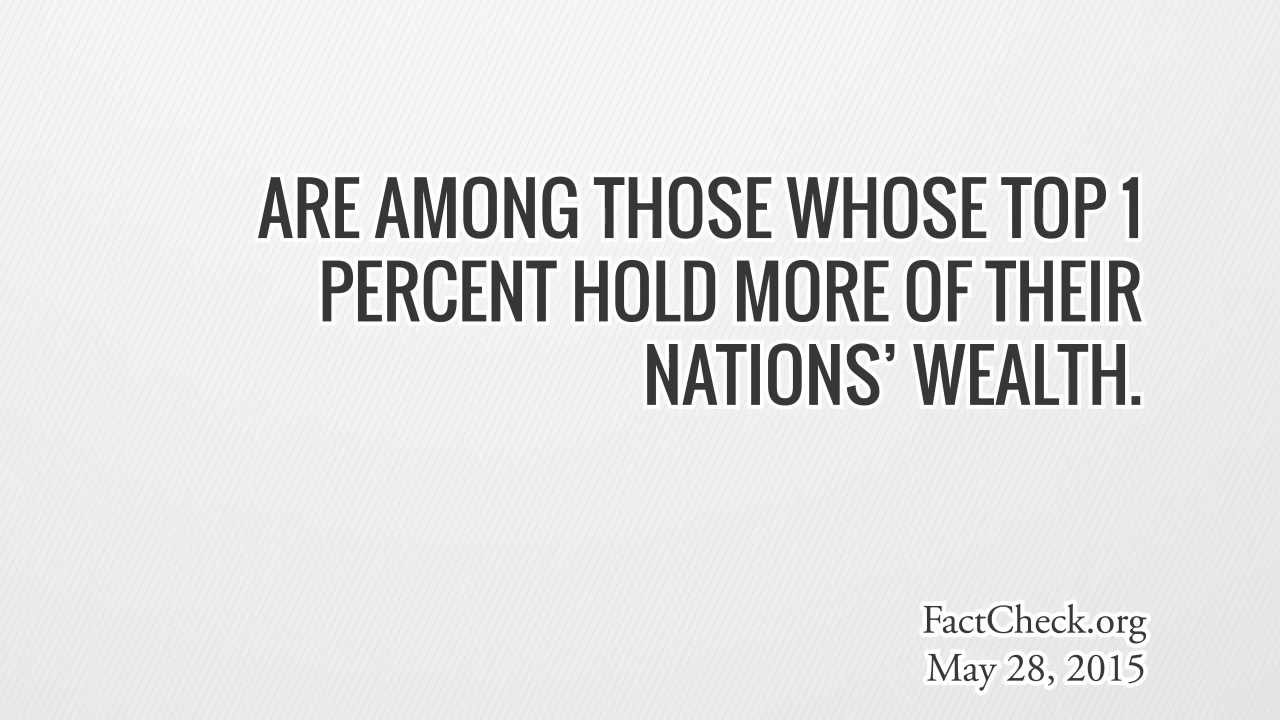 ARE AMONG THOSE WHOSE TOP 1
PERCENT HOLD MORE OF THEIR
NATIONS’ WEALTH.
FactCheck.org
May 28, 2015